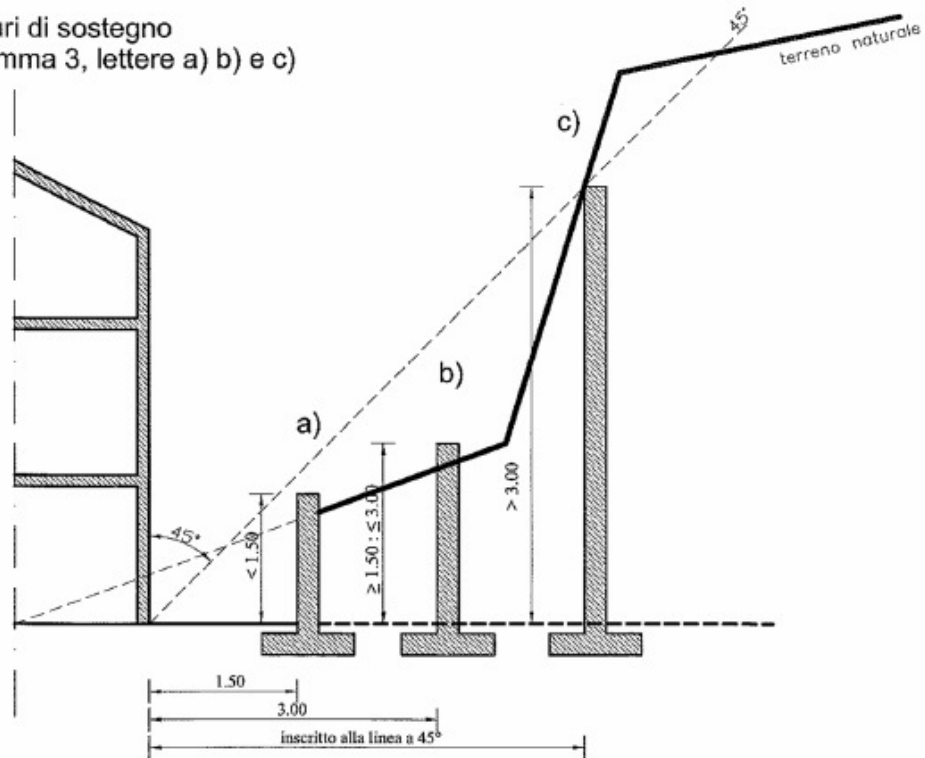 uri di sostegno
mma 3, lettere a) b) e c)
45°
terreno naturale
c)
b)
a)
45°
< 1.50
≥ 1.50 : ≤ 3.00
> 3.00
1.50
3.00
inscritto alla linea a 45°